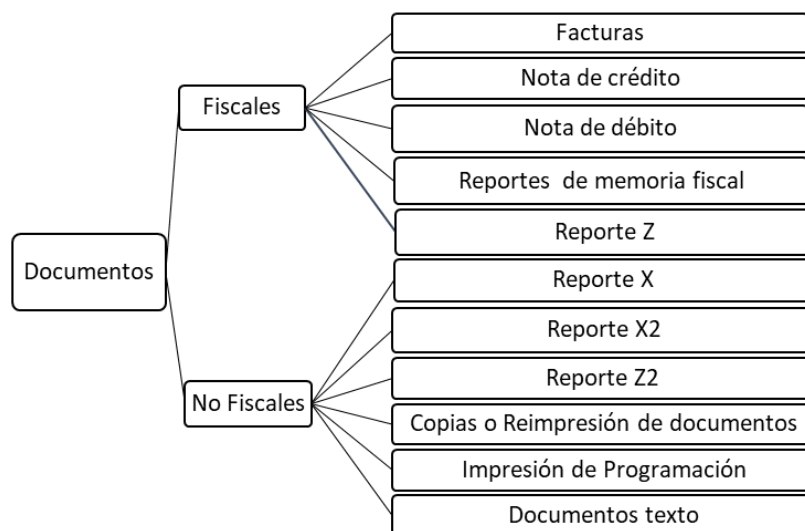 Facturas
Nota de crédito
Fiscales
Nota de débito
Reportes de memoria fiscal
Reporte Z
Documentos
Reporte X
Reporte X2
Reporte Z2
No Fiscales
Copias o Reimpresión de documentos
Impresión de Programación
Documentos texto